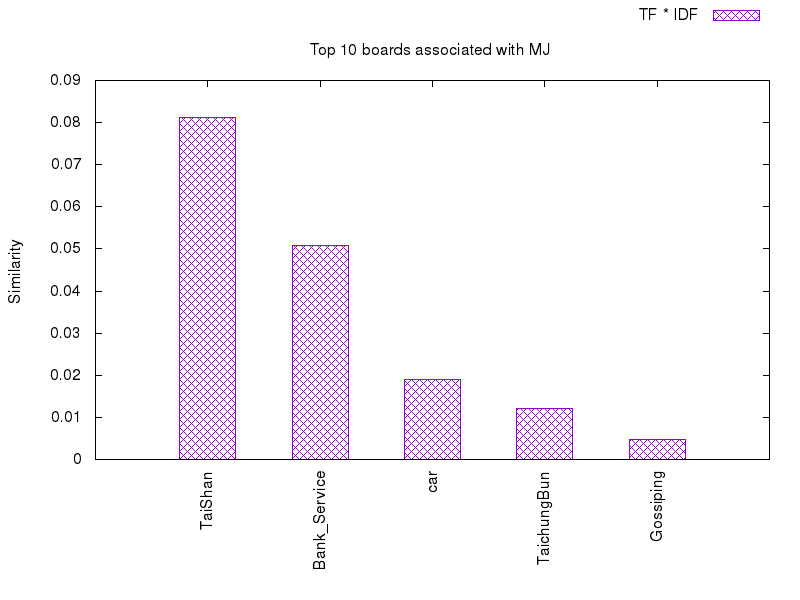 TF * IDF
Top 10 boards associated with MJ
0.09
0.08
0.07
0.06
0.05
0.04
0.03
0.02
0.01
0
Similarity
TaiShan
Bank_Service
car
TaichungBun
Gossiping